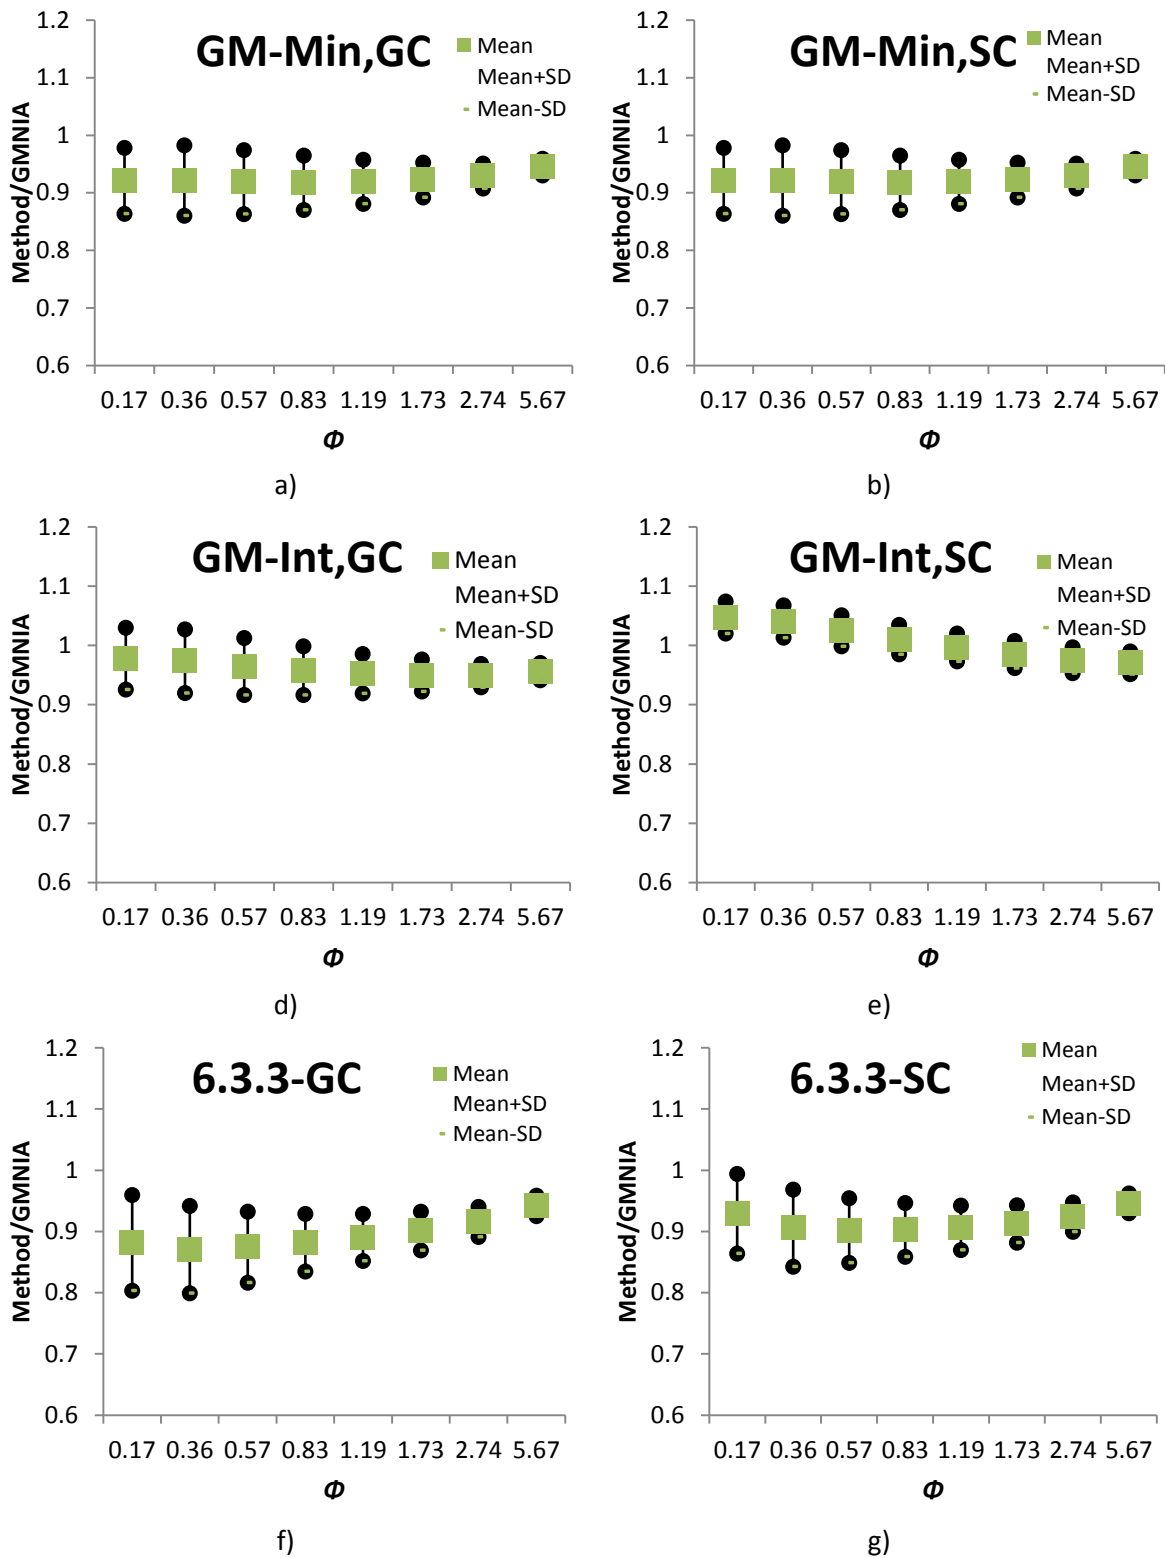 GM-Min,GC
Mean
Mean+SD
Mean-SD
Method/GMNIA
1.2
1.1
1
0.9
0.8
0.7
0.6
0.17 0.36 0.57 0.83 1.19 1.73 2.74 5.67
Φ
a)
GM-Min,SC
Mean
Mean+SD
Mean-SD
Method/GMNIA
1.2
1.1
1
0.9
0.8
0.7
0.6
0.17 0.36 0.57 0.83 1.19 1.73 2.74 5.67
Φ
b)
GM-Int,GC
Mean
Mean+SD
Mean-SD
Method/GMNIA
1.2
1.1
1
0.9
0.8
0.7
0.6
0.17 0.36 0.57 0.83 1.19 1.73 2.74 5.67
Φ
d)
GM-Int,SC
Mean
Mean+SD
Mean-SD
Method/GMNIA
1.2
1.1
1
0.9
0.8
0.7
0.6
0.17 0.36 0.57 0.83 1.19 1.73 2.74 5.67
Φ
e)
6.3.3-GC
Mean
Mean+SD
Mean-SD
Method/GMNIA
1.2
1.1
1
0.9
0.8
0.7
0.6
0.17 0.36 0.57 0.83 1.19 1.73 2.74 5.67
Φ
f)
6.3.3-SC
Mean
Mean+SD
Mean-SD
Method/GMNIA
1.2
1.1
1
0.9
0.8
0.7
0.6
0.17 0.36 0.57 0.83 1.19 1.73 2.74 5.67
Φ
g)